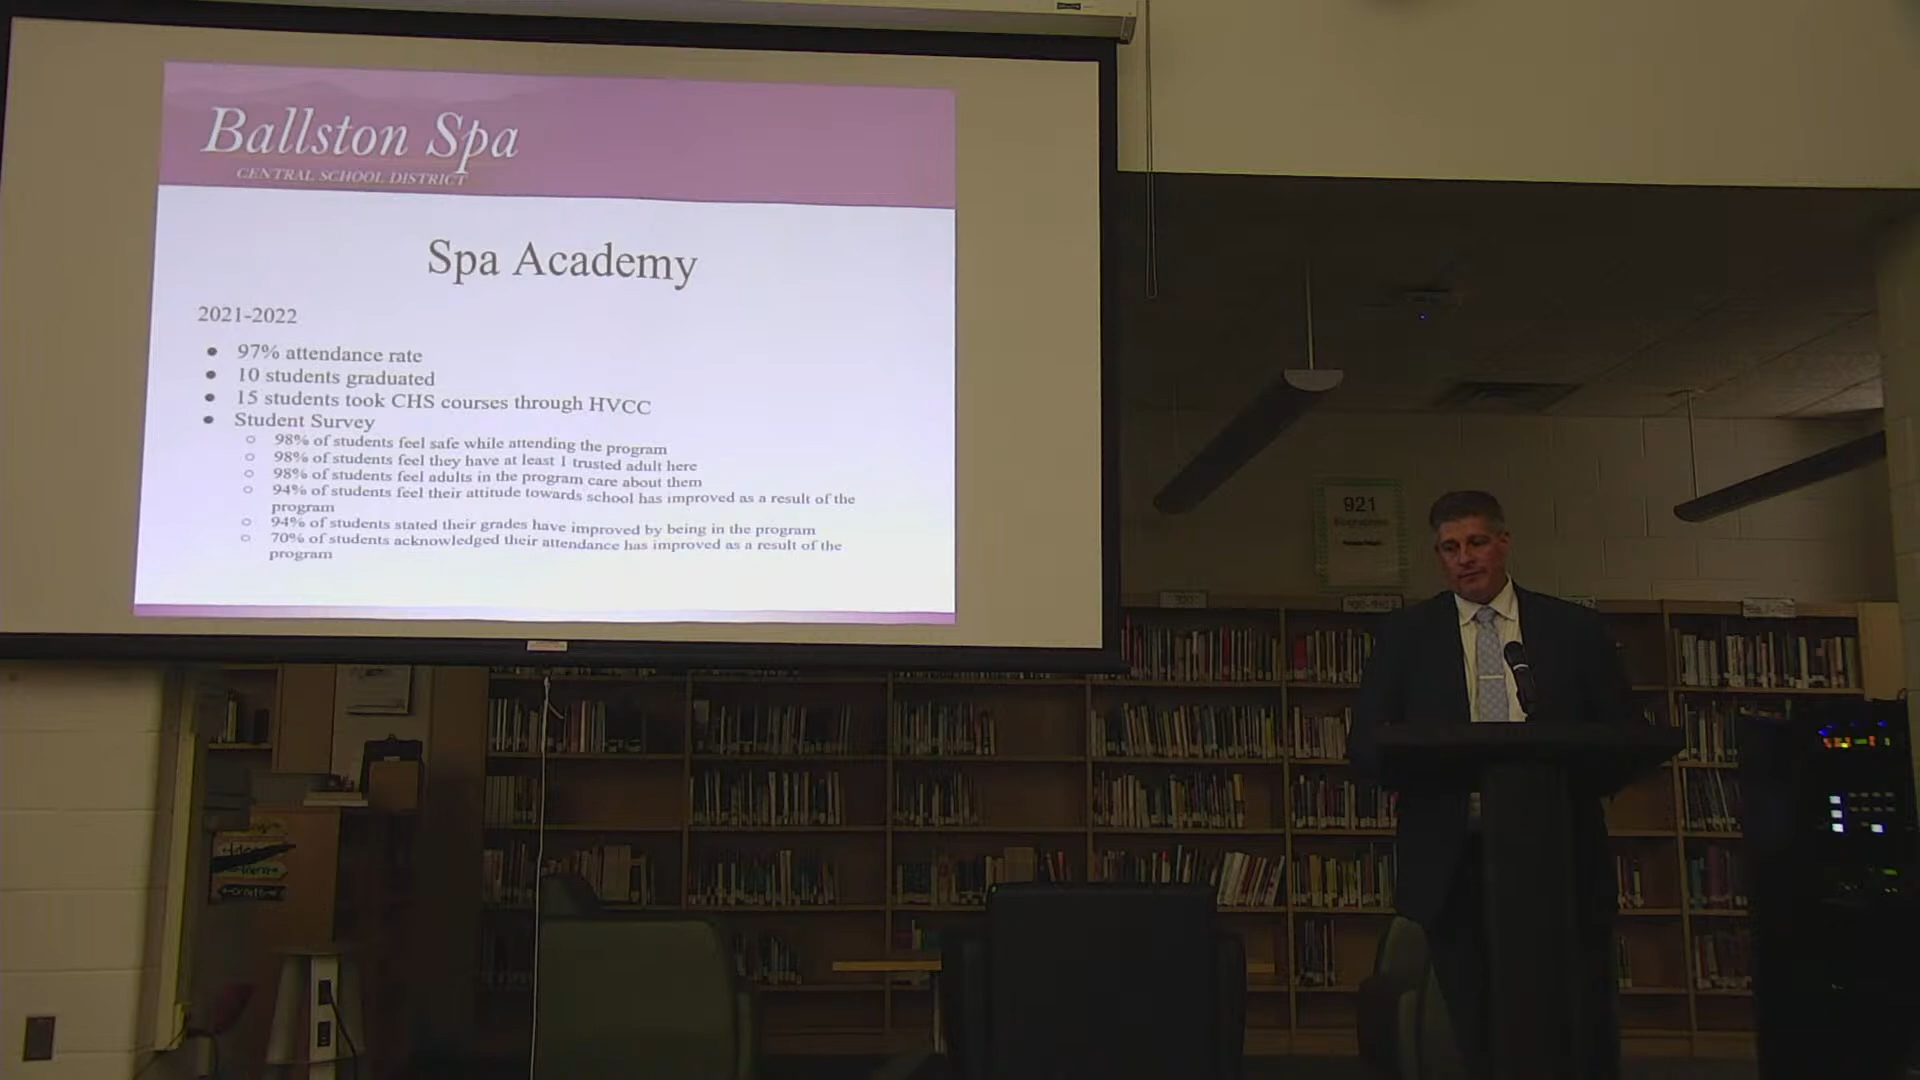 Ballston Spa
CENTRAL SCHOOL DISTRICT
Spa Academy
2021-2022
• 97% attendance rate
• 10 students graduated
• 15 students took CHS courses through HVCC
• Student Survey
○ 98% of students feel safe while attending the program
○ 98% of students feel they have at least 1 trusted adult here
○ 98% of students feel adults in the program care about them
○ 94% of students feel their attitude towards school has improved as a result of the
program
○ 94% of students stated their grades have improved by being in the program
○ 70% of students acknowledged their attendance has improved as a result of the
program
921
Biographies